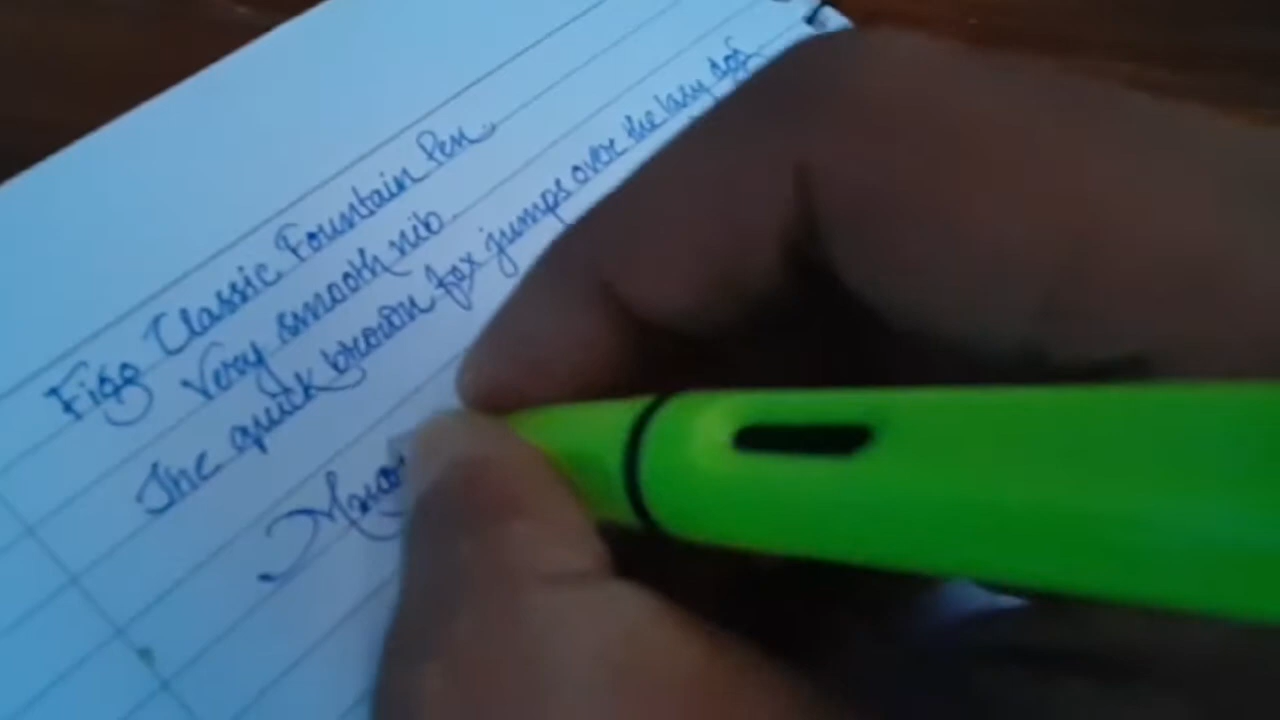 Figo Classic Fountain Pen
Very smooth nib.
The quick brown fox jumps over the lazy dog